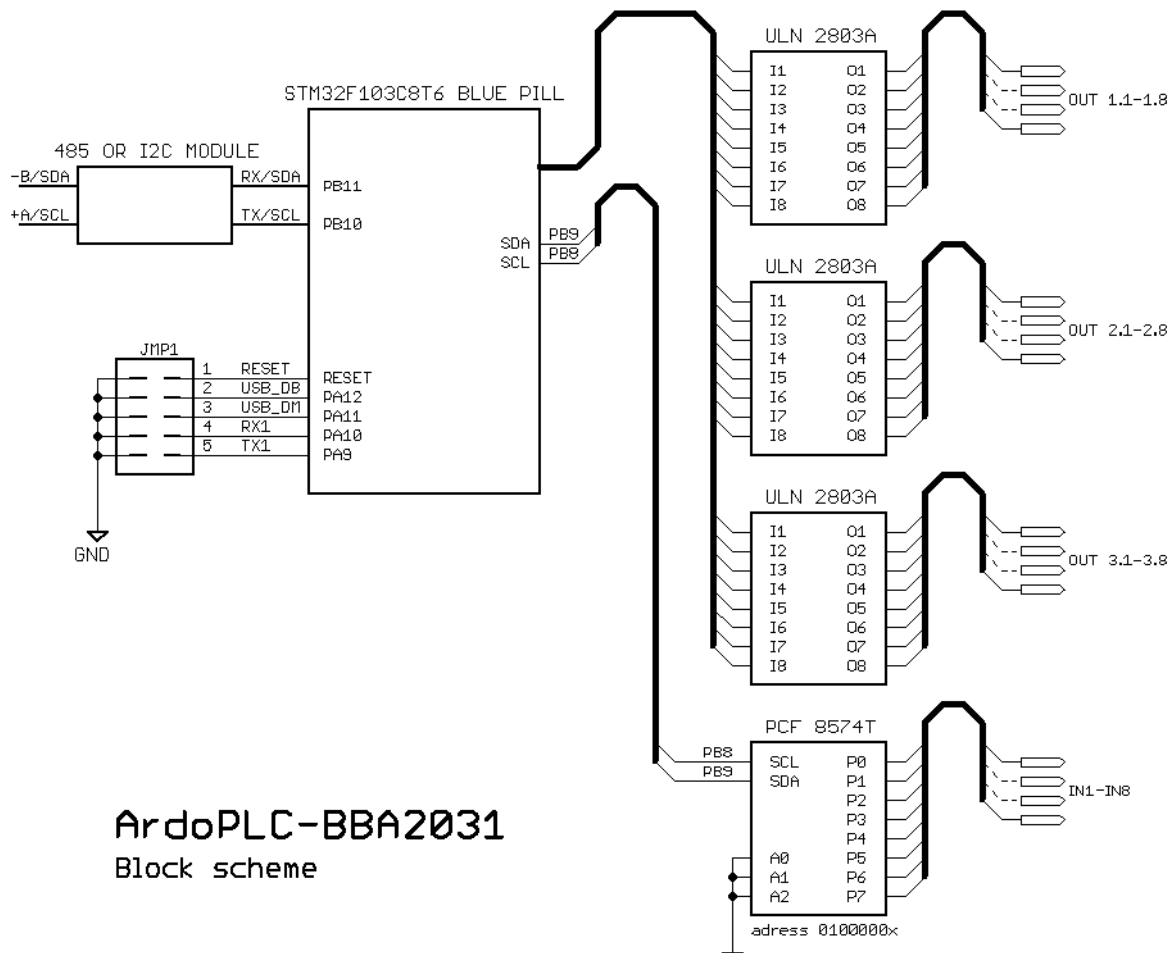 ULN 2803A
I1 O1
I2 O2
I3 O3
I4 O4
I5 O5
I6 O6
I7 O7
I8 O8
OUT 1.1-1.8
STM32F103C8T6 BLUE PILL
485 OR I2C MODULE
-B/SDA RX/SDA PB11
+A/SCL TX/SCL PB10
SDA PB9
SCL PB8
ULN 2803A
I1 O1
I2 O2
I3 O3
I4 O4
I5 O5
I6 O6
I7 O7
I8 O8
OUT 2.1-2.8
JMP1
1 RESET RESET
2 USB_DB PA12
3 USB_DM PA11
4 RX1 PA10
5 TX1 PA9
GND
ULN 2803A
I1 O1
I2 O2
I3 O3
I4 O4
I5 O5
I6 O6
I7 O7
I8 O8
OUT 3.1-3.8
PCF 8574T
PB8 SCL P0
PB9 SDA P1
P2
P3
P4
A0 P5
A1 P6
A2 P7
IN1-IN8
adress 0100000x
ArdoPLC-BBA2031
Block scheme